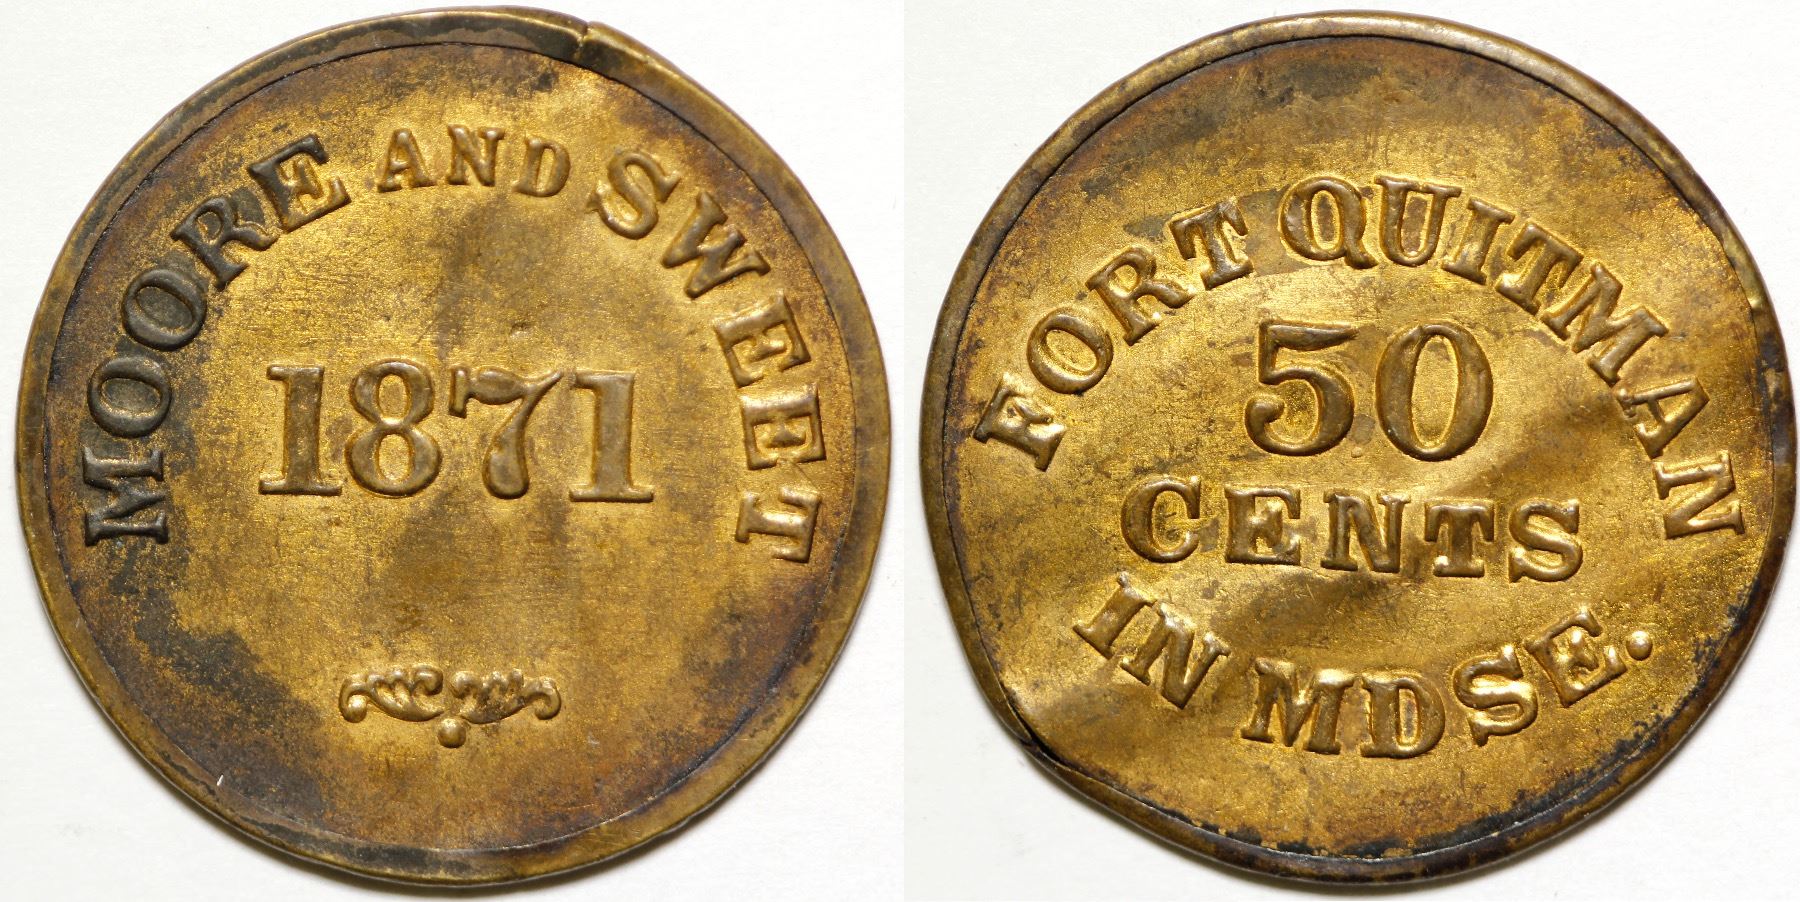 MOORE AND SWEET
1871
FORT QUITMAN
50
CENTS
IN MDSE.